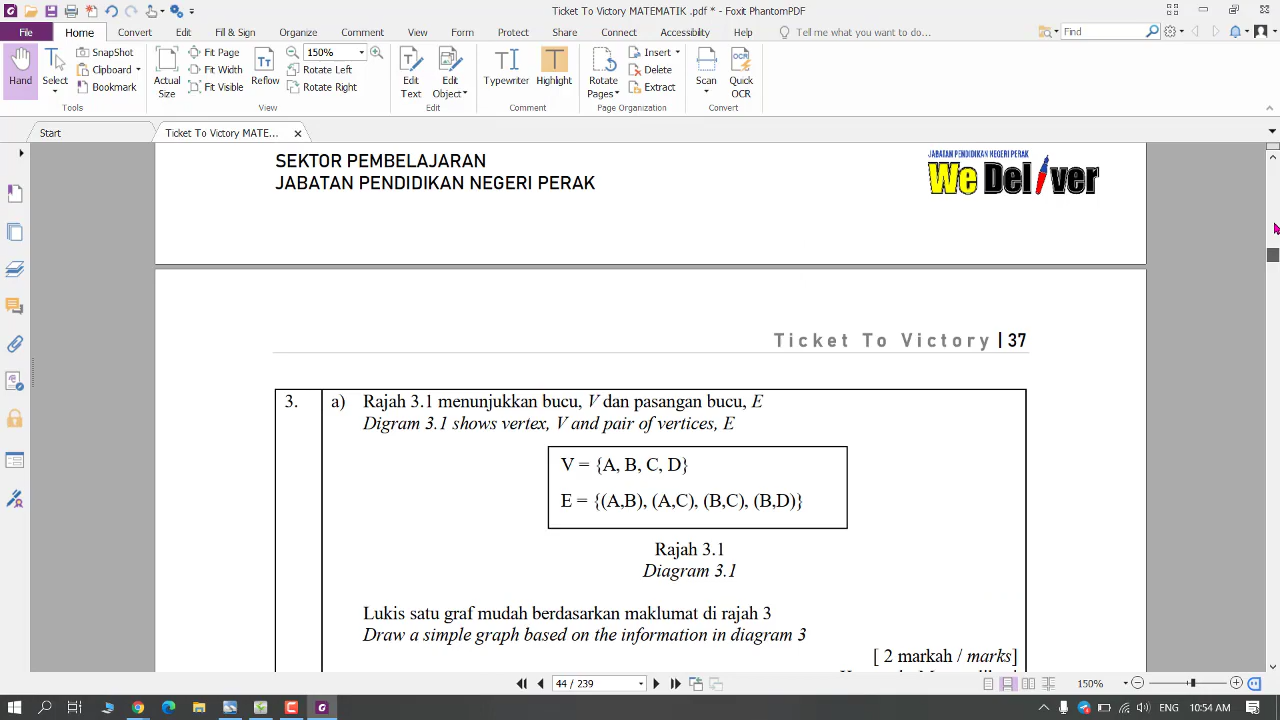 Ticket To Victory MATEMATIK .pdf * - Foxit PhantomPDF
File Home Convert Edit Fill & Sign Organize Comment View Form Protect Share Connect Accessibility Help Tell me what you want to do... Find
Hand
Select
SnapShot
Clipboard
Bookmark
Tools
Actual Size
Fit Page
Fit Width
Fit Visible
Reflow
150%
Rotate Left
Rotate Right
View
Edit Text
Edit Object
Edit
Typewriter
Highlight
Comment
Rotate Pages
Insert
Delete
Extract
Page Organization
Scan
Quick OCR
Convert
Start
Ticket To Victory MATE...
SEKTOR PEMBELAJARAN
JABATAN PENDIDIKAN NEGERI PERAK
JABATAN PENDIDIKAN NEGERI PERAK
We Deliver
Ticket To Victory | 37
3. a) Rajah 3.1 menunjukkan bucu, V dan pasangan bucu, E
Digram 3.1 shows vertex, V and pair of vertices, E
V = {A, B, C, D}
E = {(A,B), (A,C), (B,C), (B,D)}
Rajah 3.1
Diagram 3.1
Lukis satu graf mudah berdasarkan maklumat di rajah 3
Draw a simple graph based on the information in diagram 3
[ 2 markah / marks]
44 / 239
150%
ENG 10:54 AM